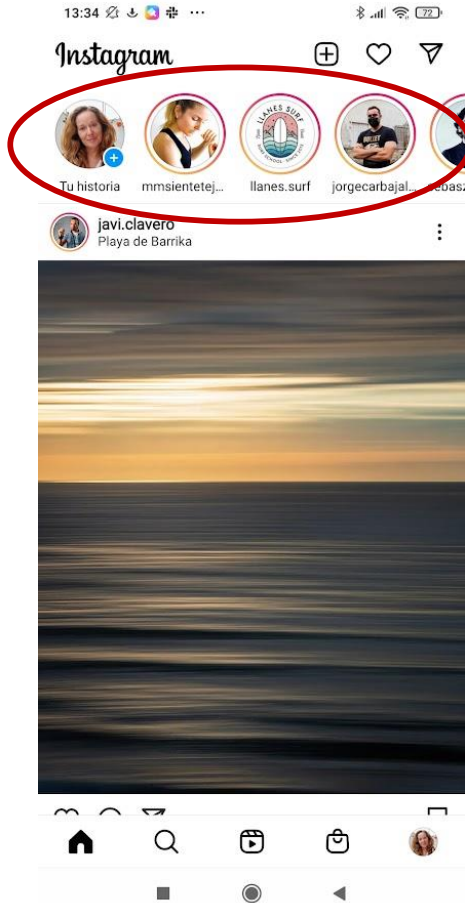 13:34
72
Instagram
Tu historia
mmsientetej...
llanes.surf
jorgecarbajal...
LLANES SURF
javi.clavero
Playa de Barrika